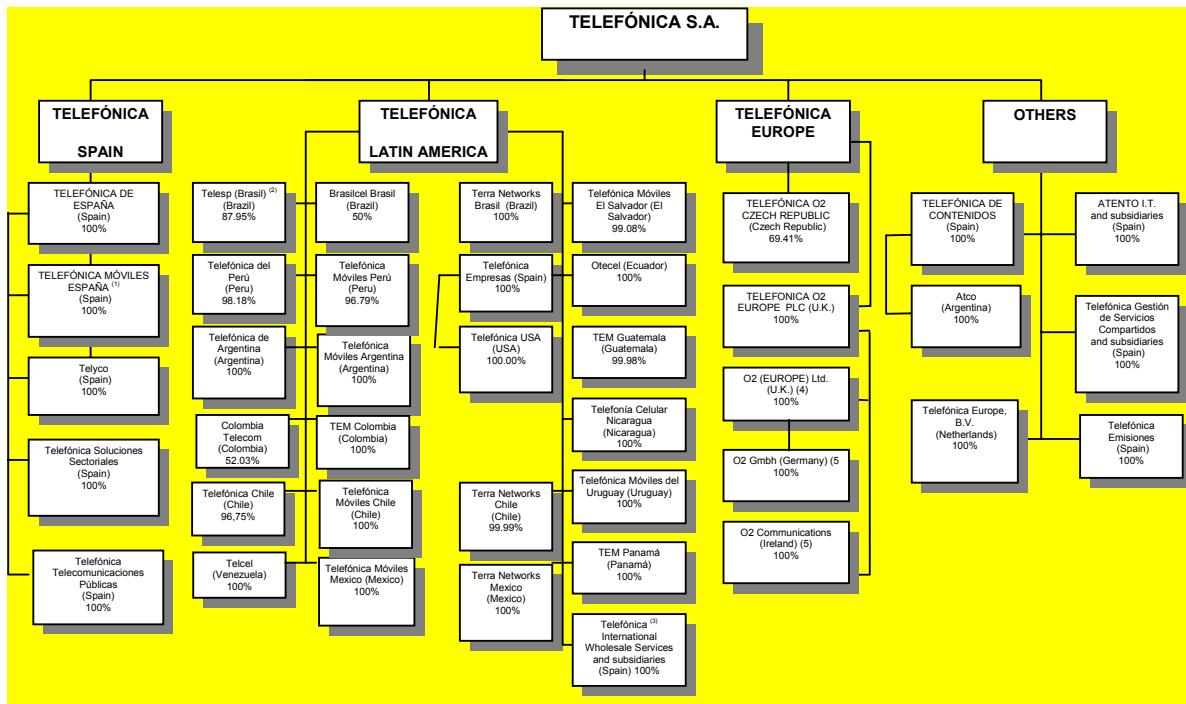 TELEFÓNICA S.A.
TELEFÓNICA
SPAIN
TELEFÓNICA
LATIN AMERICA
TELEFÓNICA
EUROPE
OTHERS
TELEFÓNICA DE
ESPAÑA
(Spain)
100%
TELEFÓNICA MÓVILES
ESPAÑA (1)
(Spain)
100%
Telyco
(Spain)
100%
Telefónica Soluciones
Sectoriales
(Spain)
100%
Telefónica
Telecomunicaciones
Públicas
(Spain)
100%
Telesp (Brasil) (2)
(Brazil)
87.95%
Brasilcel Brasil
(Brazil)
50%
Telefónica del
Perú
(Peru)
98.18%
Telefónica
Móviles Perú
(Peru)
96.79%
Telefónica de
Argentina
(Argentina)
100%
Telefónica
Móviles Argentina
(Argentina)
100%
Colombia
Telecom
(Colombia)
52.03%
TEM Colombia
(Colombia)
100%
Telefónica Chile
(Chile)
96,75%
Telefónica
Móviles Chile
(Chile)
100%
Telcel
(Venezuela)
100%
Telefónica Móviles
Mexico (Mexico)
100%
Terra Networks
Brasil (Brazil)
100%
Telefónica Móviles
El Salvador (El
Salvador)
99.08%
Telefónica
Empresas (Spain)
100%
Otecel (Ecuador)
100%
Telefónica USA
(USA)
100.00%
TEM Guatemala
(Guatemala)
99.98%
Telefonía Celular
Nicaragua
(Nicaragua)
100%
Terra Networks
Chile
(Chile)
99.99%
Telefónica Móviles del
Uruguay (Uruguay)
100%
Terra Networks
Mexico
(Mexico)
100%
TEM Panamá
(Panamá)
100%
Telefónica (3)
International
Wholesale Services
and subsidiaries
(Spain) 100%
TELEFÓNICA O2
CZECH REPUBLIC
(Czech Republic)
69.41%
TELEFONICA O2
EUROPE PLC (U.K.)
100%
O2 (EUROPE) Ltd.
(U.K.) (4)
100%
O2 Gmbh (Germany) (5
100%
O2 Communications
(Ireland) (5)
100%
TELEFÓNICA DE
CONTENIDOS
(Spain)
100%
ATENTO I.T.
and subsidiaries
(Spain)
100%
Atco
(Argentina)
100%
Telefónica Gestión
de Servicios
Compartidos
and subsidiaries
(Spain)
100%
Telefónica Europe,
B.V.
(Netherlands)
100%
Telefónica
Emisiones
(Spain)
100%